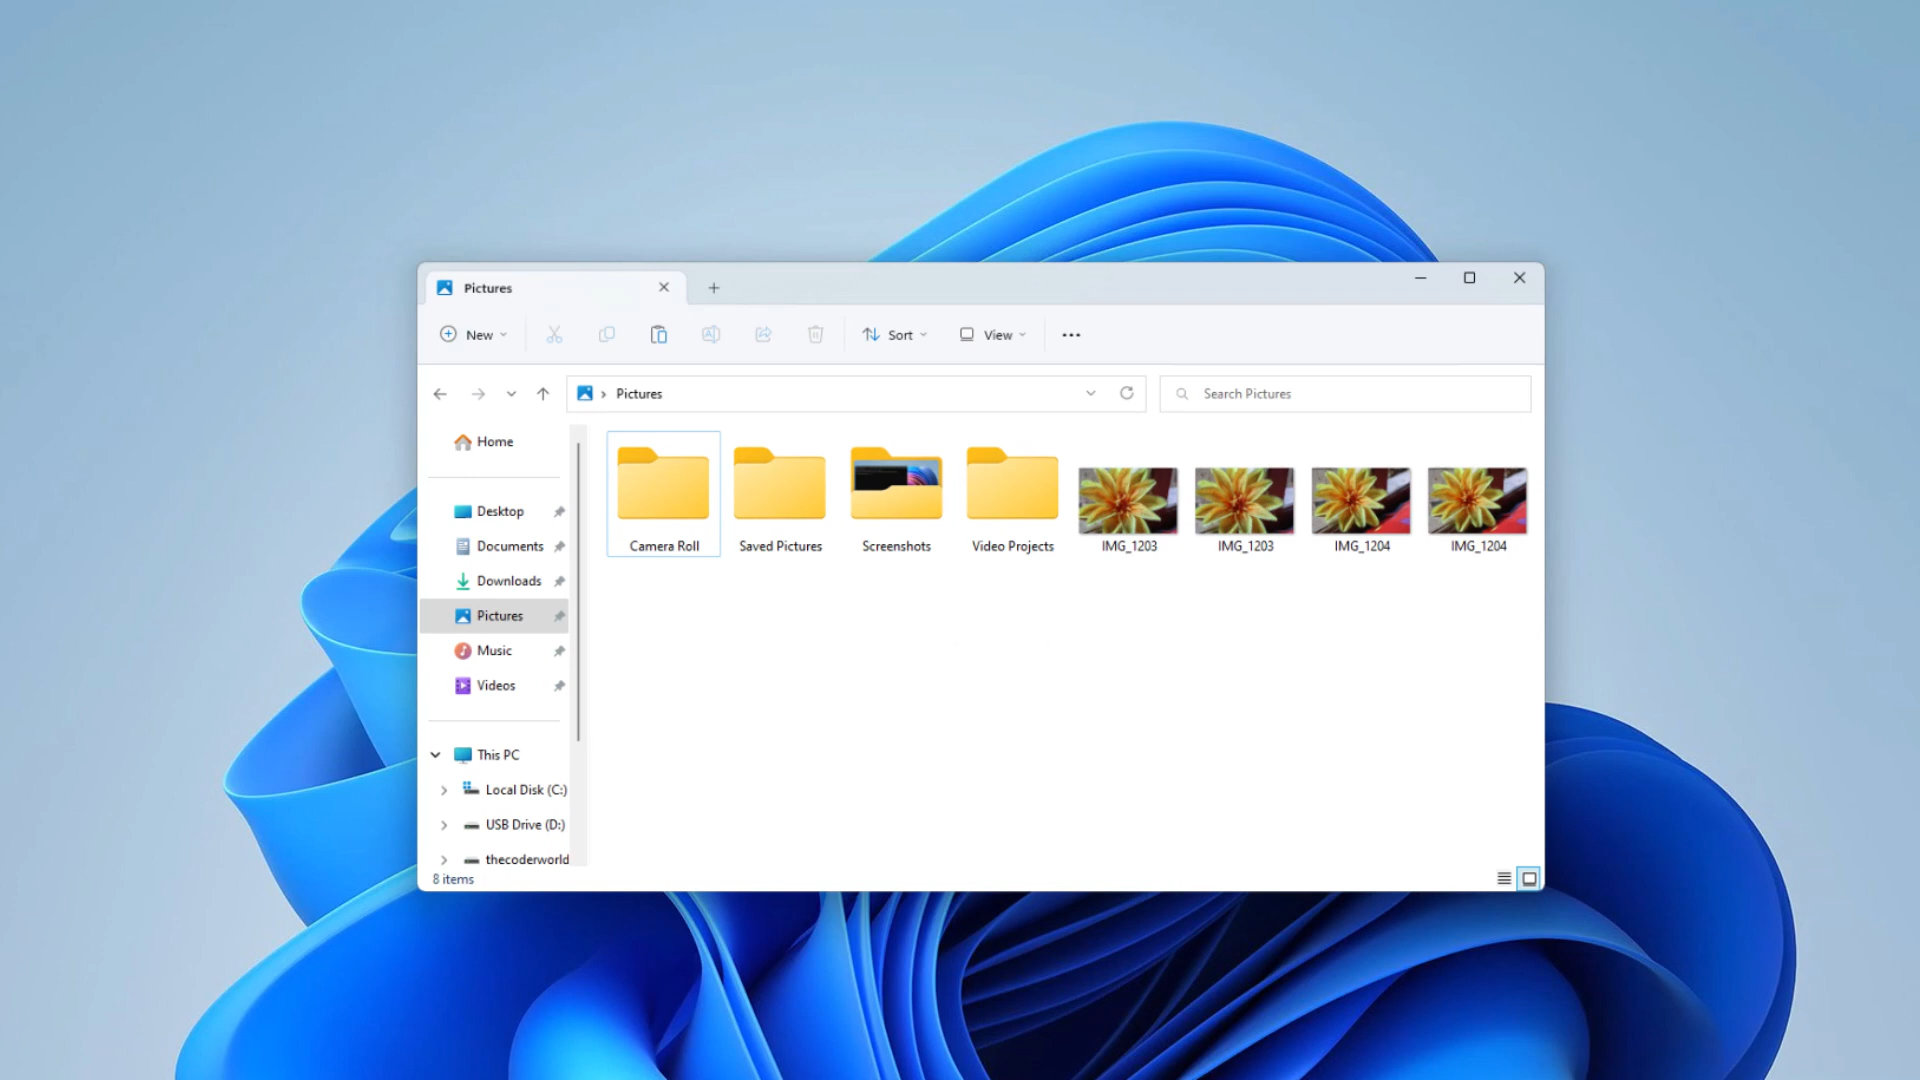 Pictures
New
Sort
View
Pictures
Search Pictures
Home
Desktop
Documents
Downloads
Pictures
Music
Videos
This PC
Local Disk (C:)
USB Drive (D:)
thecoderworld
8 items
Camera Roll
Saved Pictures
Screenshots
Video Projects
IMG_1203
IMG_1203
IMG_1204
IMG_1204